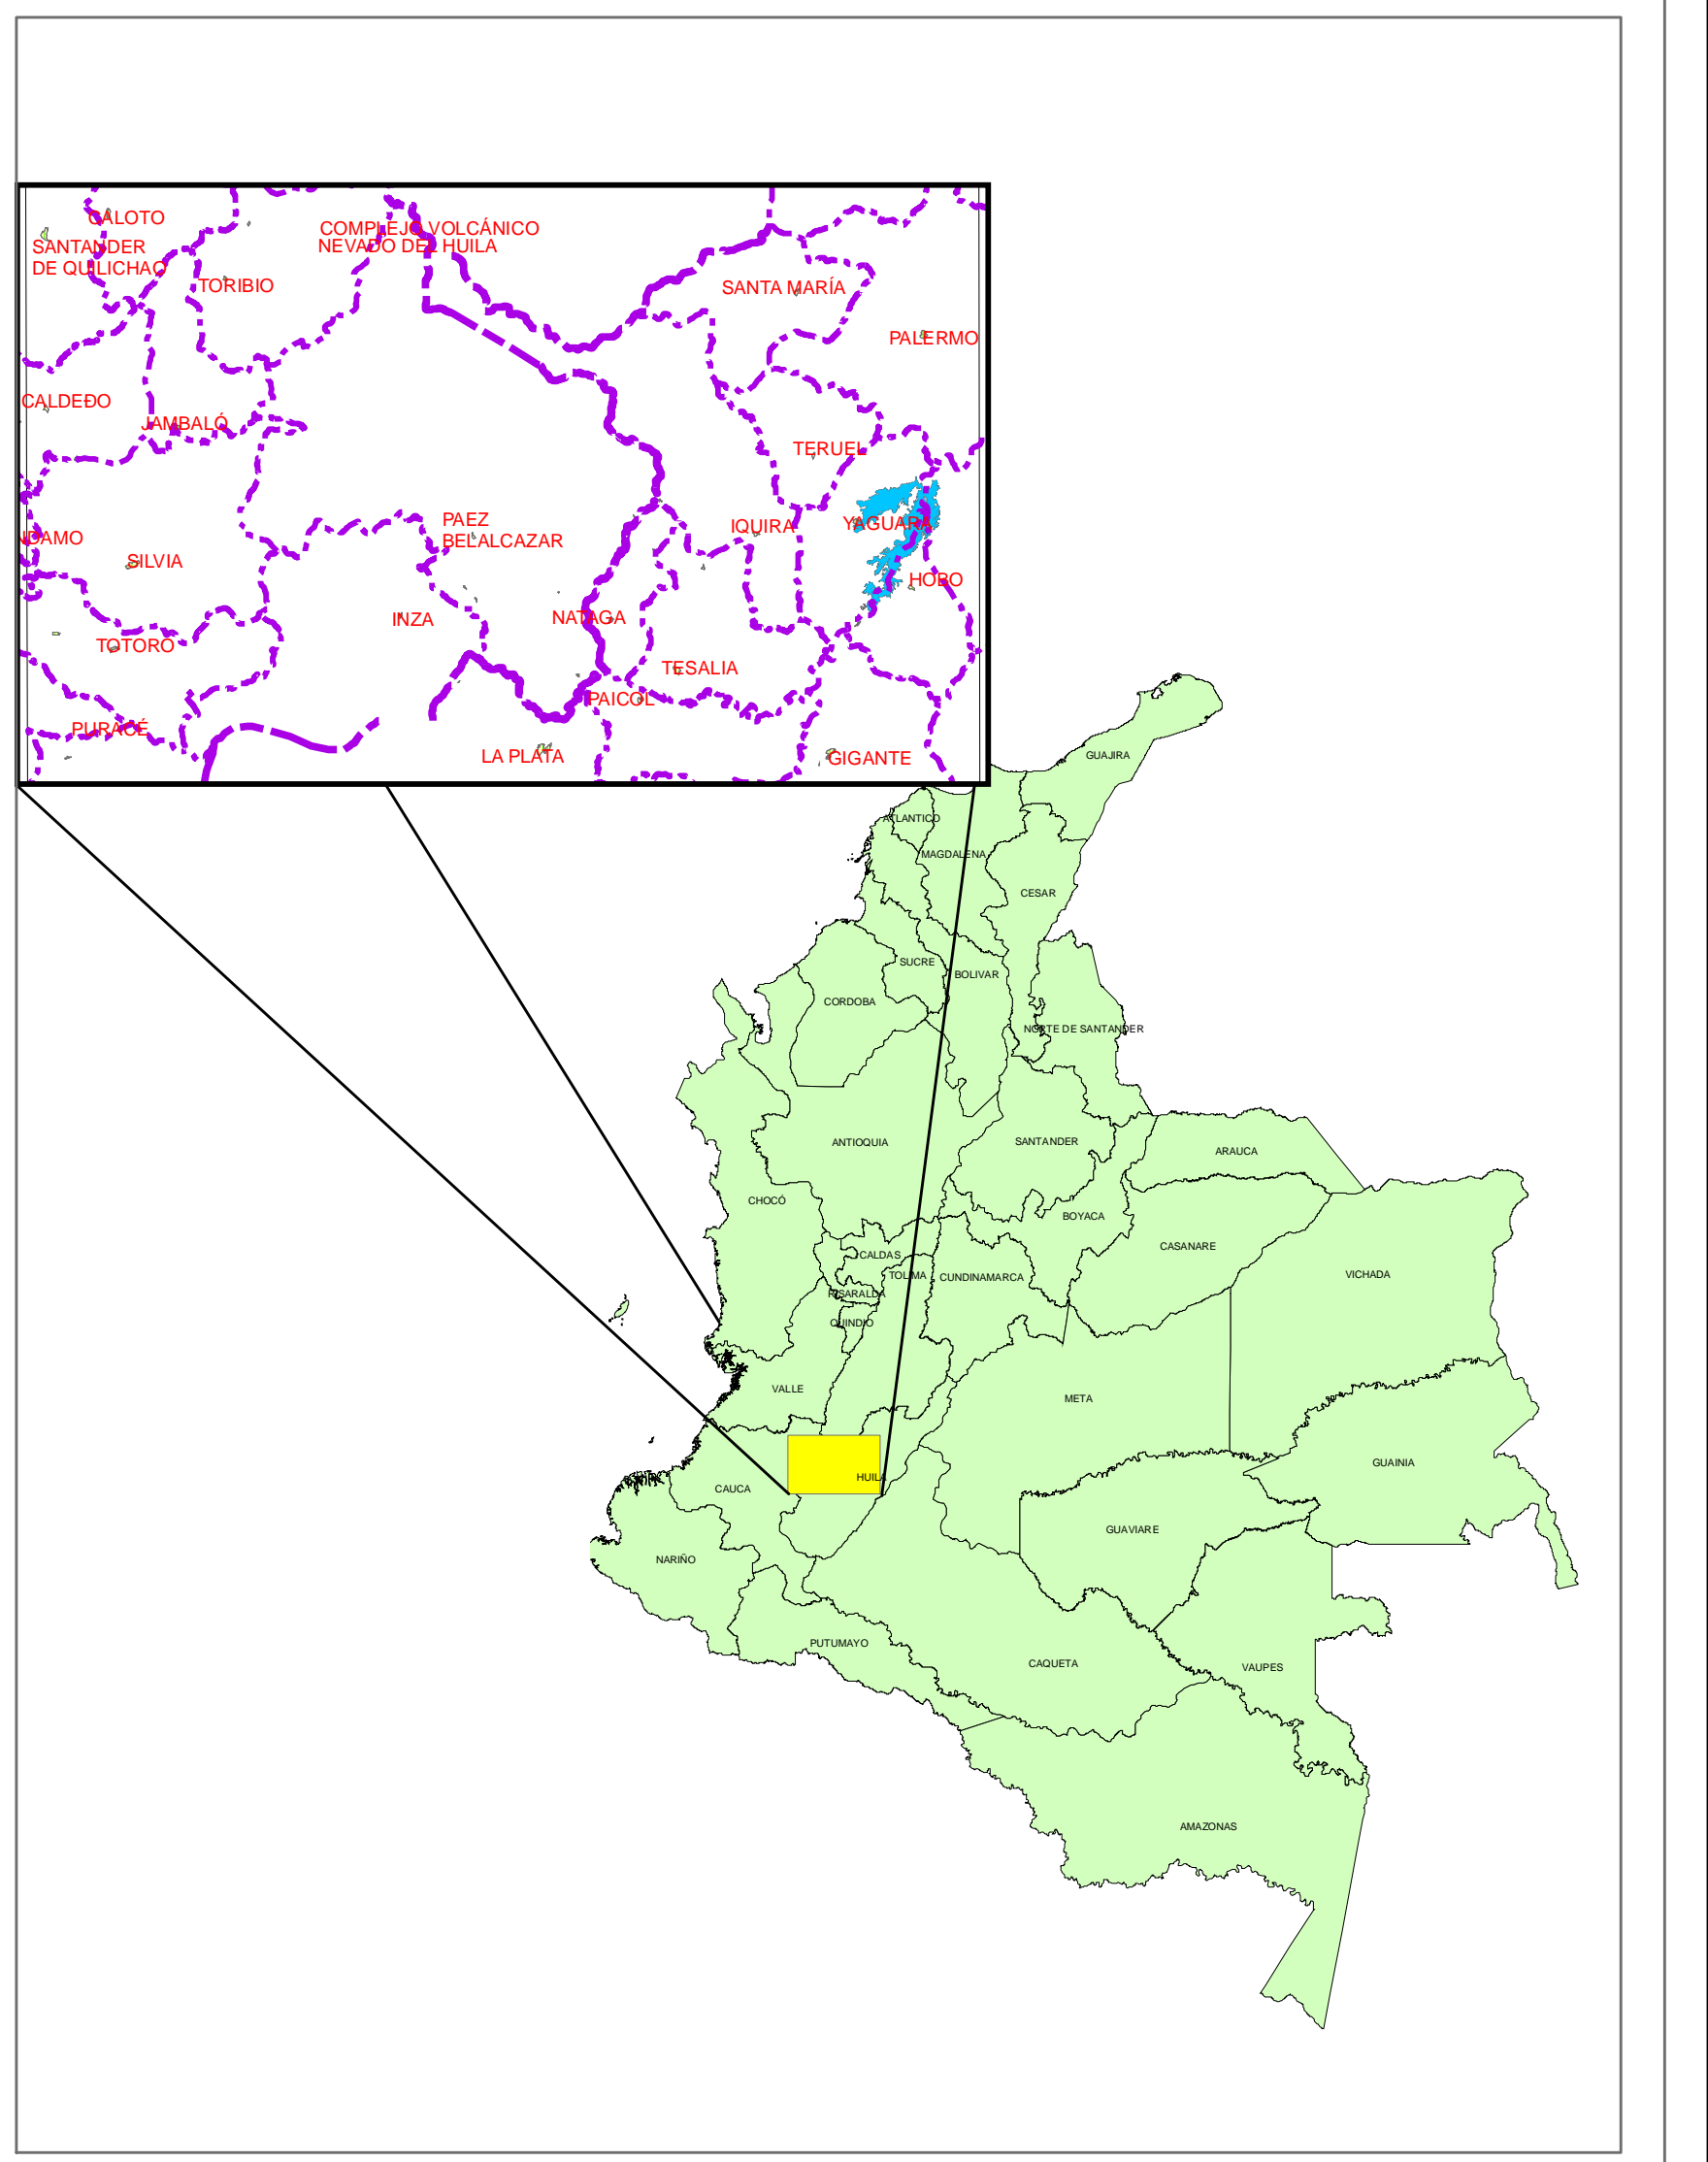 CALOTO
COMPLEJO VOLCÁNICO
NEVADO DEL HUILA
SANTANDER
DE QUILICHAO
TORIBIO
SANTA MARÍA
PALERMO
CALDEDO
JAMBALÓ
TERUEL
PAEZ
BELALCAZAR
IQUIRA
YAGUARA
NDAMO
SILVIA
HOBO
INZA
NATAGA
TOTORO
TESALIA
PAICOL
PURACÉ
LA PLATA
GIGANTE
GUAJIRA
ATLANTICO
MAGDALENA
CESAR
SUCRE
BOLIVAR
CORDOBA
NORTE DE SANTANDER
ANTIOQUIA
SANTANDER
ARAUCA
CHOCÓ
BOYACA
CASANARE
CALDAS
TOLIMA
CUNDINAMARCA
VICHADA
RISARALDA
QUINDIO
VALLE
META
GUAINIA
HUILA
CAUCA
GUAVIARE
NARIÑO
PUTUMAYO
CAQUETA
VAUPES
AMAZONAS